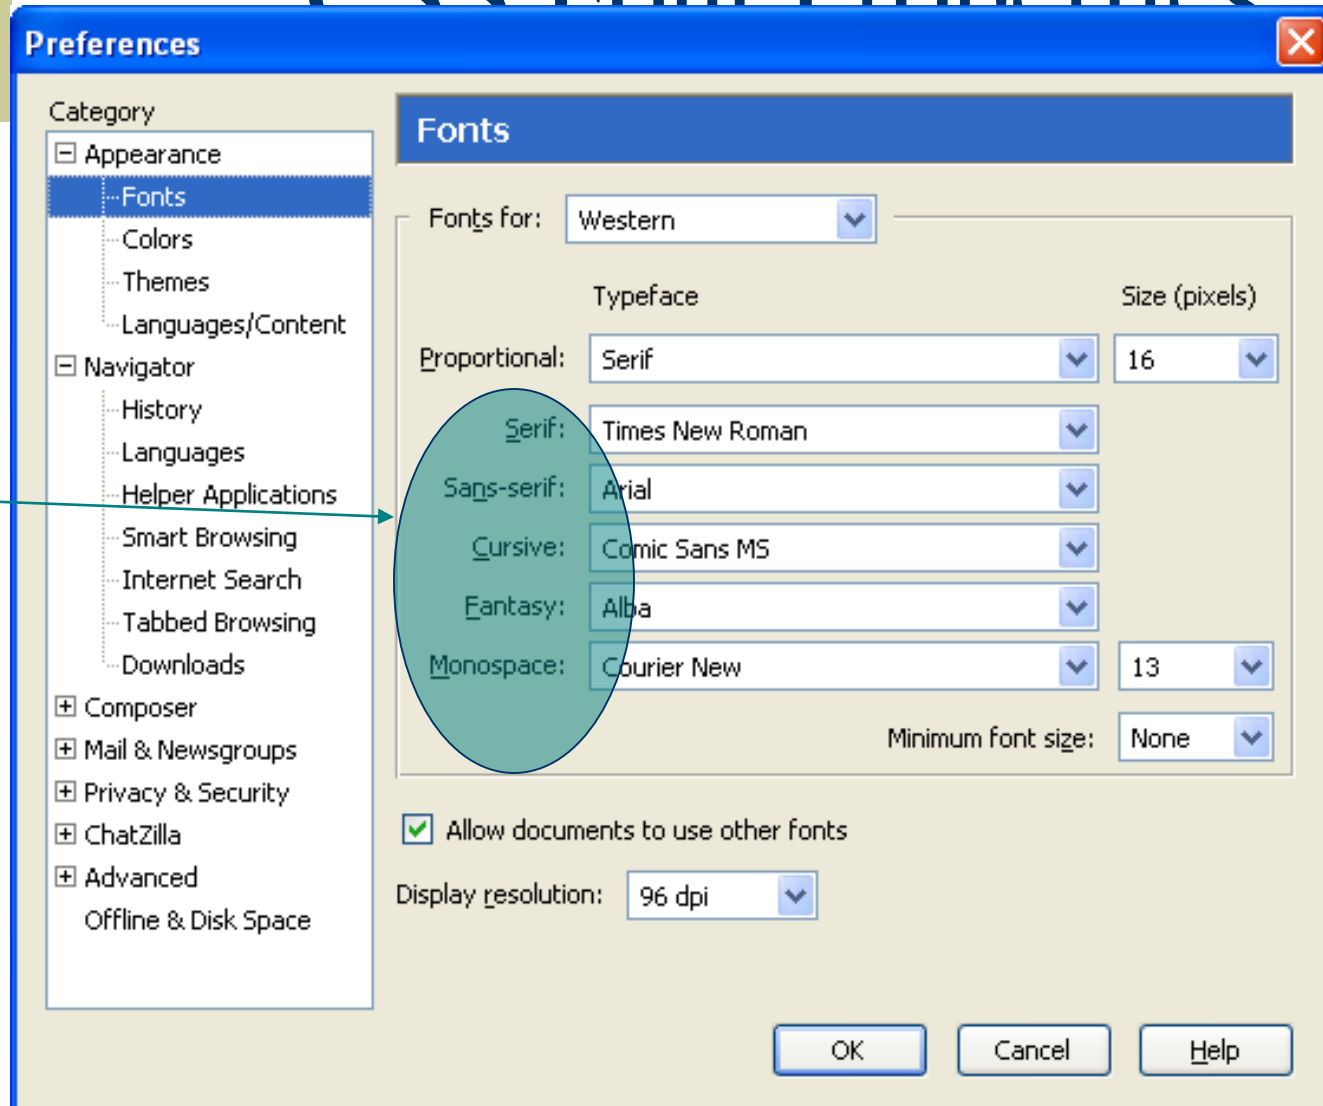 CSS Font Properties
Preferences
Category
Appearance
Fonts
Colors
Themes
Languages/Content
Navigator
History
Languages
Helper Applications
Smart Browsing
Internet Search
Tabbed Browsing
Downloads
Composer
Mail & Newsgroups
Privacy & Security
ChatZilla
Advanced
Offline & Disk Space
Fonts
Fonts for: Western
Typeface Size (pixels)
Proportional: Serif 16
Serif: Times New Roman
Sans-serif: Arial
Cursive: Comic Sans MS
Fantasy: Alba
Monospace: Courier New 13
Minimum font size: None
Allow documents to use other fonts
Display resolution: 96 dpi
OK Cancel Help